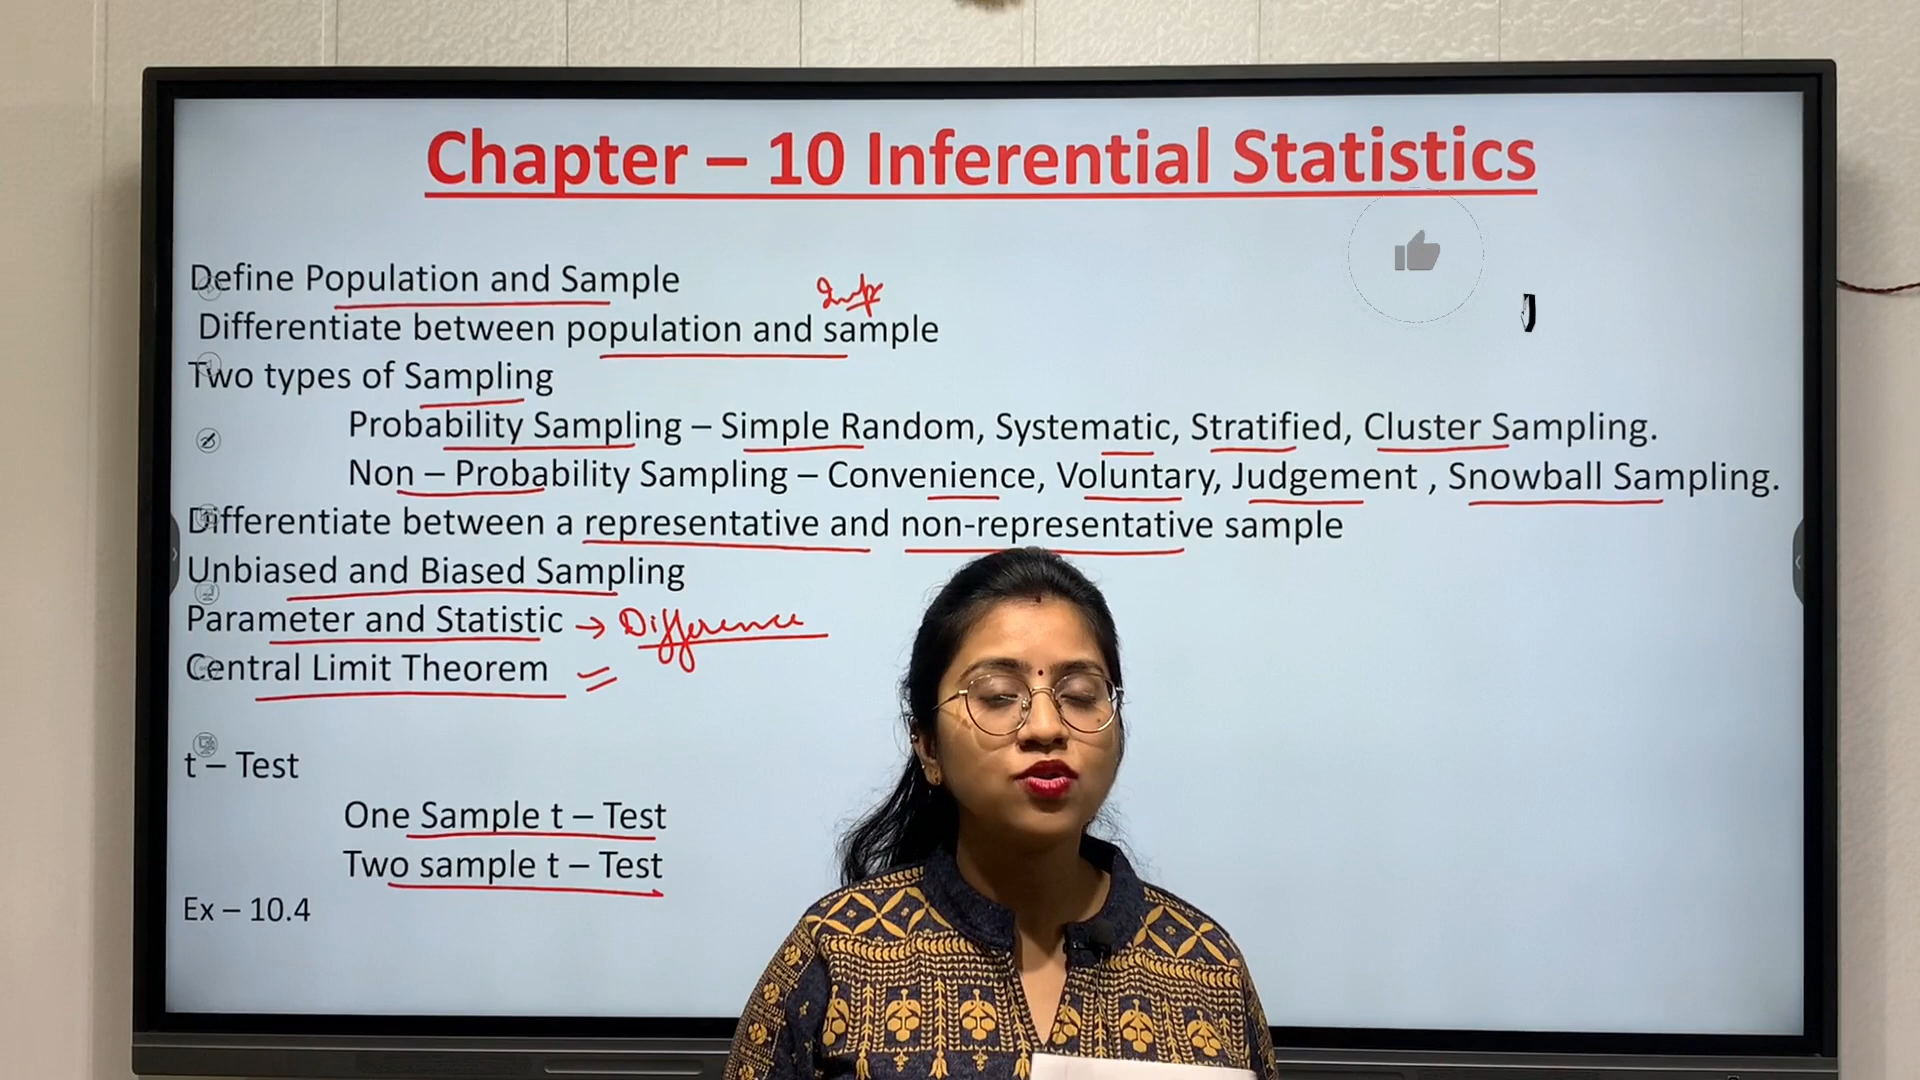 Chapter – 10 Inferential Statistics
Define Population and Sample
Imp
Differentiate between population and sample
Two types of Sampling
Probability Sampling – Simple Random, Systematic, Stratified, Cluster Sampling.
Non – Probability Sampling – Convenience, Voluntary, Judgement , Snowball Sampling.
Differentiate between a representative and non-representative sample
Unbiased and Biased Sampling
Parameter and Statistic → Difference
Central Limit Theorem
t – Test
One Sample t – Test
Two sample t – Test
Ex – 10.4